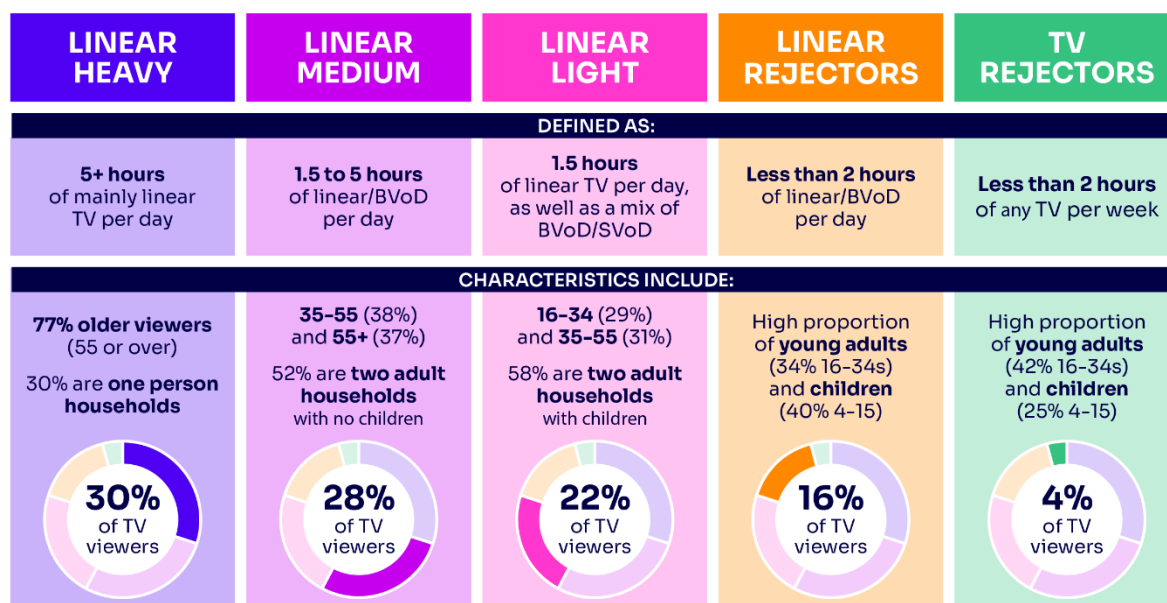 LINEAR
HEAVY
LINEAR
MEDIUM
LINEAR
LIGHT
LINEAR
REJECTORS
TV
REJECTORS
DEFINED AS:
5+ hours
of mainly linear
TV per day
1.5 to 5 hours
of linear/BVoD
per day
1.5 hours
of linear TV per day,
as well as a mix of
BVoD/SVoD
Less than 2 hours
of linear/BVoD
per day
Less than 2 hours
of any TV per week
CHARACTERISTICS INCLUDE:
77% older viewers
(55 or over)
30% are one person
households
35-55 (38%)
and 55+ (37%)
52% are two adult
households
with no children
16-34 (29%)
and 35-55 (31%)
58% are two adult
households
with children
High proportion
of young adults
(34% 16-34s)
and children
(40% 4-15)
High proportion
of young adults
(42% 16-34s)
and children
(25% 4-15)
30%
of TV
viewers
28%
of TV
viewers
22%
of TV
viewers
16%
of TV
viewers
4%
of TV
viewers